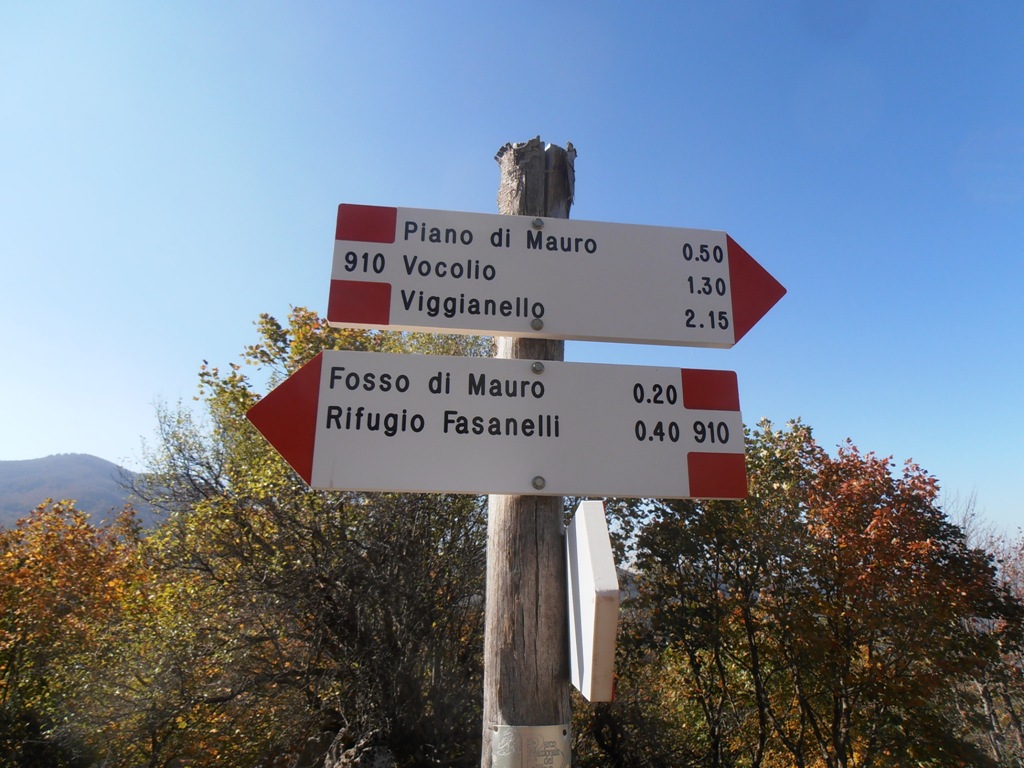 Piano di Mauro 0.50
910 Vocolio 1.30
Viggianello 2.15
Fosso di Mauro 0.20
Rifugio Fasanelli 0.40 910